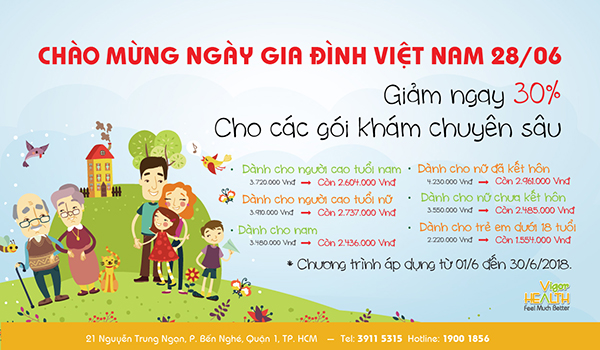 CHÀO MỪNG NGÀY GIA ĐÌNH VIỆT NAM 28/06
Giảm ngay 30%
Cho các gói khám chuyên sâu
• Dành cho người cao tuổi nam
3.720.000 Vnđ → Còn 2.604.000 Vnđ
• Dành cho người cao tuổi nữ
3.910.000 Vnđ → Còn 2.737.000 Vnđ
• Dành cho nam
3.480.000 Vnđ → Còn 2.436.000 Vnđ
• Dành cho nữ đã kết hôn
4.230.000 Vnđ → Còn 2.961.000 Vnđ
• Dành cho nữ chưa kết hôn
3.550.000 Vnđ → Còn 2.485.000 Vnđ
• Dành cho trẻ em dưới 18 tuổi
2.220.000 Vnđ → Còn 1.554.000 Vnđ
* Chương trình áp dụng từ 01/6 đến 30/6/2018.
HEALTH
Feel Much Better
21 Nguyễn Trung Ngạn, P. Bến Nghé, Quận 1, TP. HCM — Tel: 3911 5315 Hotline: 1900 1856